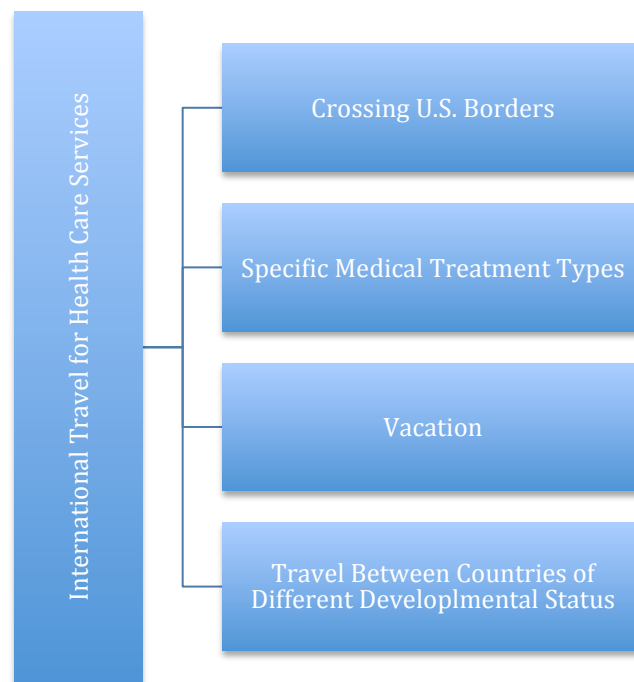 International Travel for Health Care Services
Crossing U.S. Borders
Specific Medical Treatment Types
Vacation
Travel Between Countries of
Different Developlmental Status